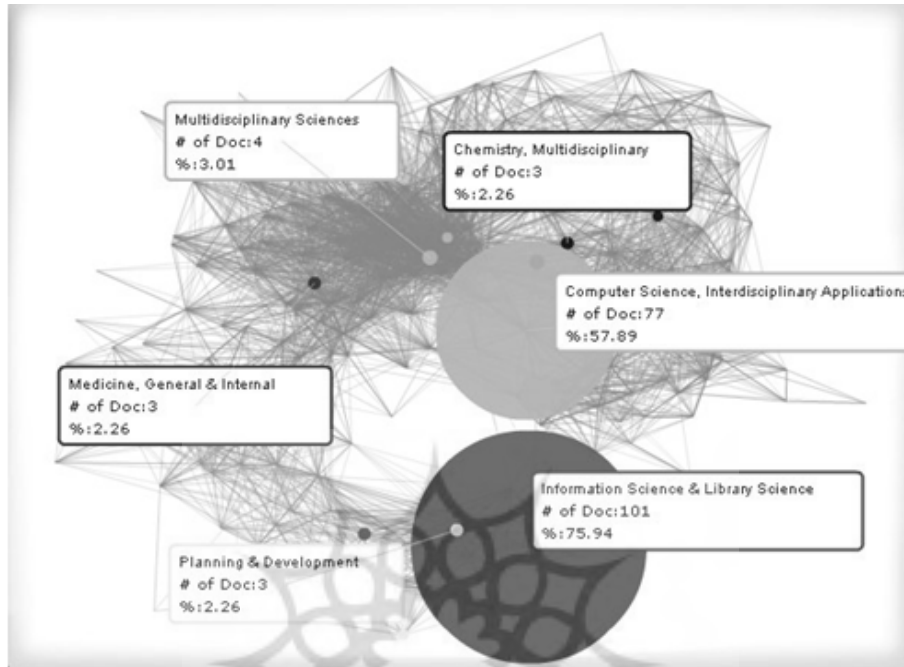 Multidisciplinary Sciences
# of Doc:4
%:3.01
Chemistry, Multidisciplinary
# of Doc:3
%:2.26
Computer Science, Interdisciplinary Applications
# of Doc:77
%:57.89
Medicine, General & Internal
# of Doc:3
%:2.26
Information Science & Library Science
# of Doc:101
%:75.94
Planning & Development
# of Doc:3
%:2.26